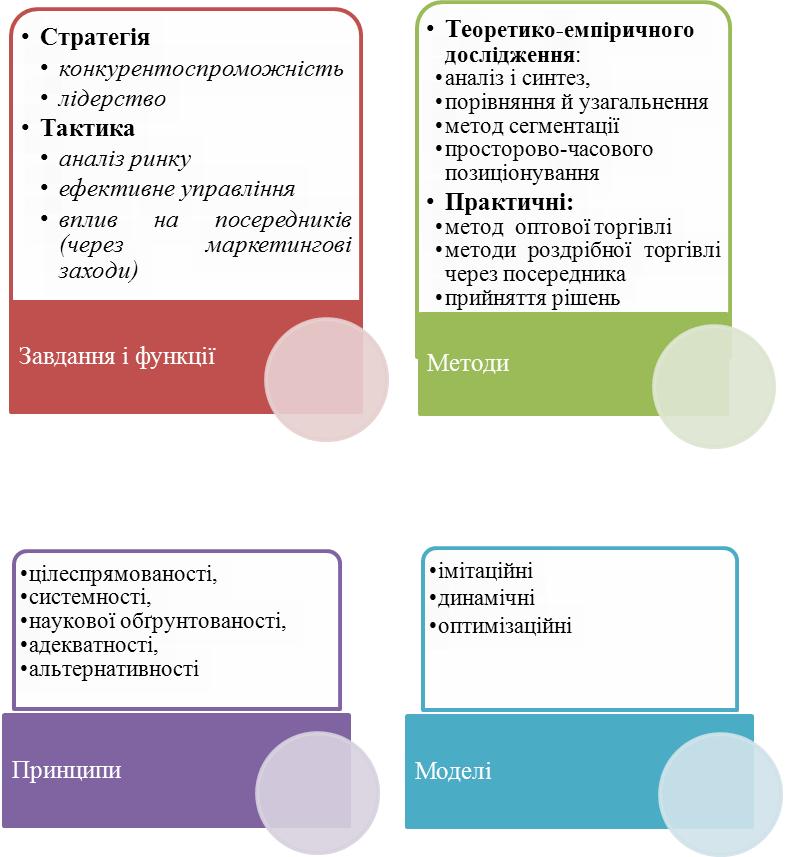 • Стратегія
• конкурентоспроможність
• лідерство
• Тактика
• аналіз ринку
• ефективне управління
• вплив на посередників
(через маркетингові
заходи)
Завдання і функції
• Теоретико-емпіричного
дослідження:
•аналіз і синтез,
•порівняння й узагальнення
•метод сегментації
•просторово-часового
позиціонування
• Практичні:
•метод оптової торгівлі
•методи роздрібної торгівлі
через посередника
•прийняття рішень
Методи
•цілеспрямованості,
•системності,
•наукової обґрунтованості,
•адекватності,
•альтернативності
Принципи
•імітаційні
•динамічні
•оптимізаційні
Моделі